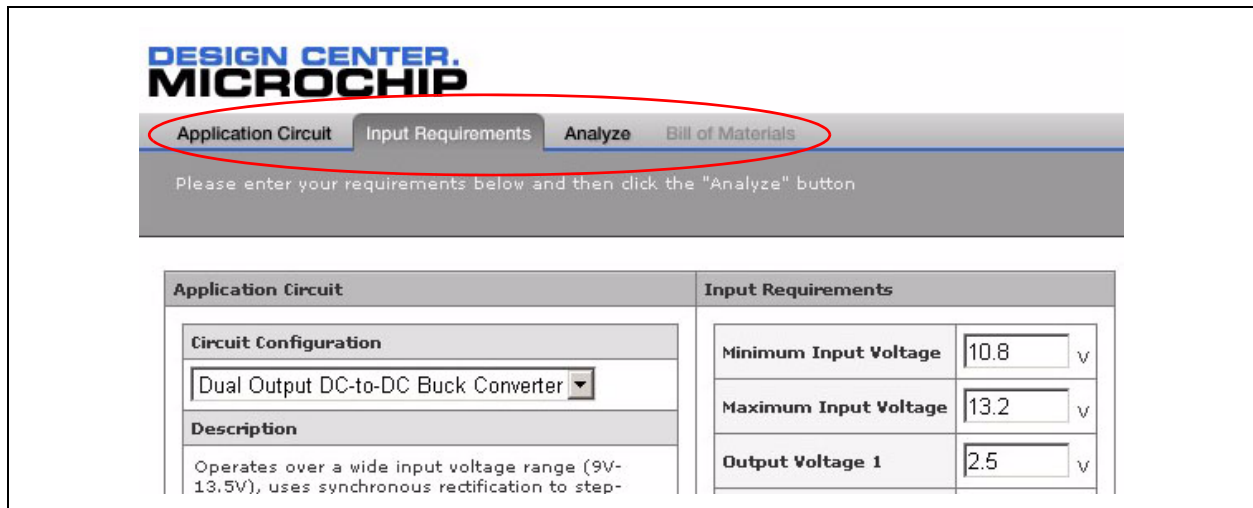 DESIGN CENTER.
MICROCHIP
Application Circuit Input Requirements Analyze Bill of Materials
Please enter your requirements below and then click the "Analyze" button
Application Circuit
Circuit Configuration
Dual Output DC-to-DC Buck Converter
Description
Operates over a wide input voltage range (9V-
13.5V), uses synchronous rectification to step-
Input Requirements
Minimum Input Voltage 10.8 V
Maximum Input Voltage 13.2 V
Output Voltage 1 2.5 V